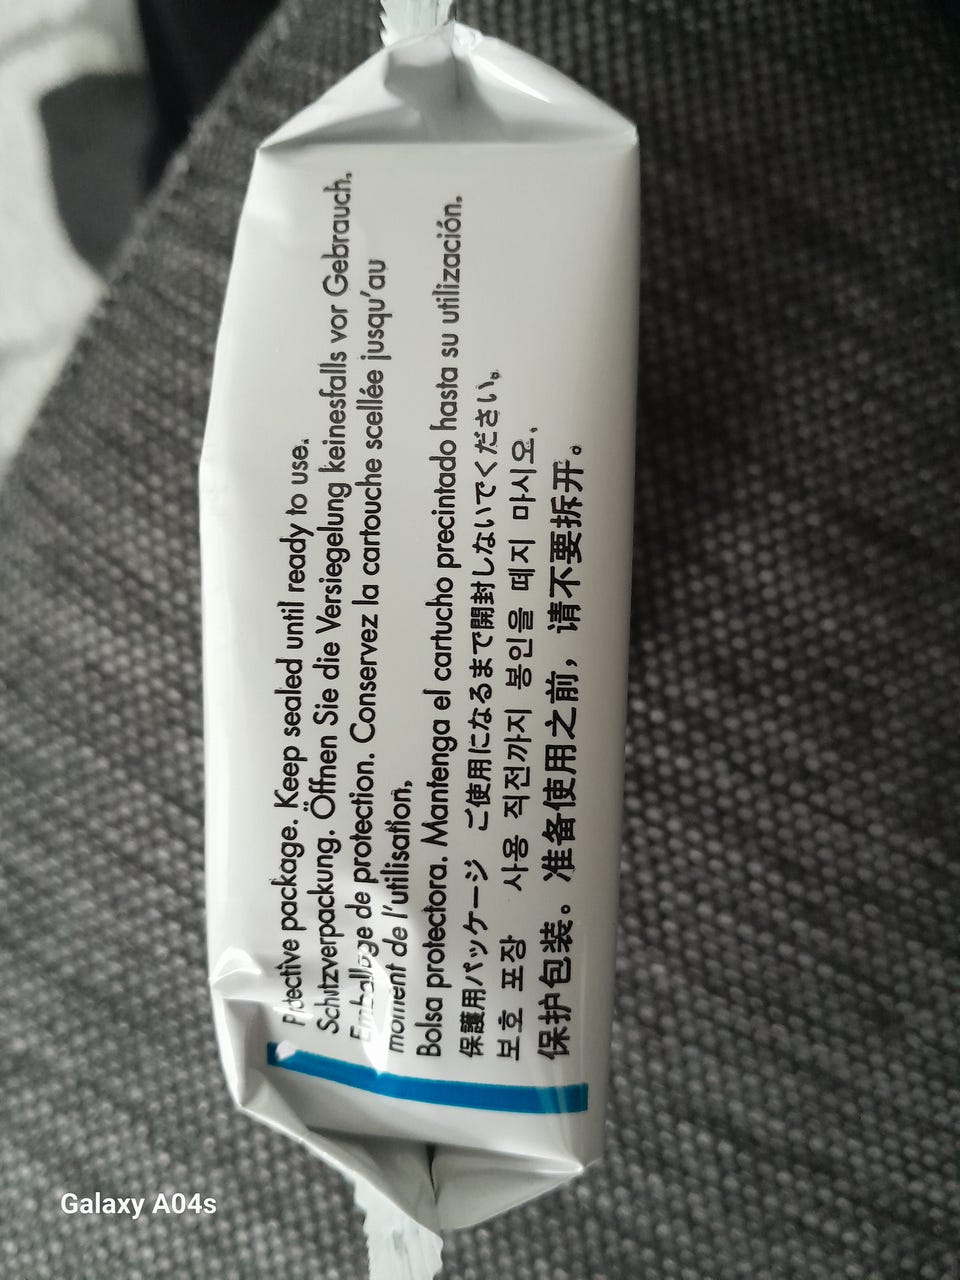 Protective package. Keep sealed until ready to use.
Schutzverpackung. Öffnen Sie die Versiegelung keinesfalls vor Gebrauch.
Emballage de protection. Conservez la cartouche scellée jusqu'au
moment de l'utilisation.
Bolsa protectora. Mantenga el cartucho precintado hasta su utilización.
保護用パッケージ ご使用になるまで開封しないでください。
보호 포장 사용 직전까지 봉인을 떼지 마시오.
保护包装。准备使用之前，请不要拆开。
Galaxy A04s